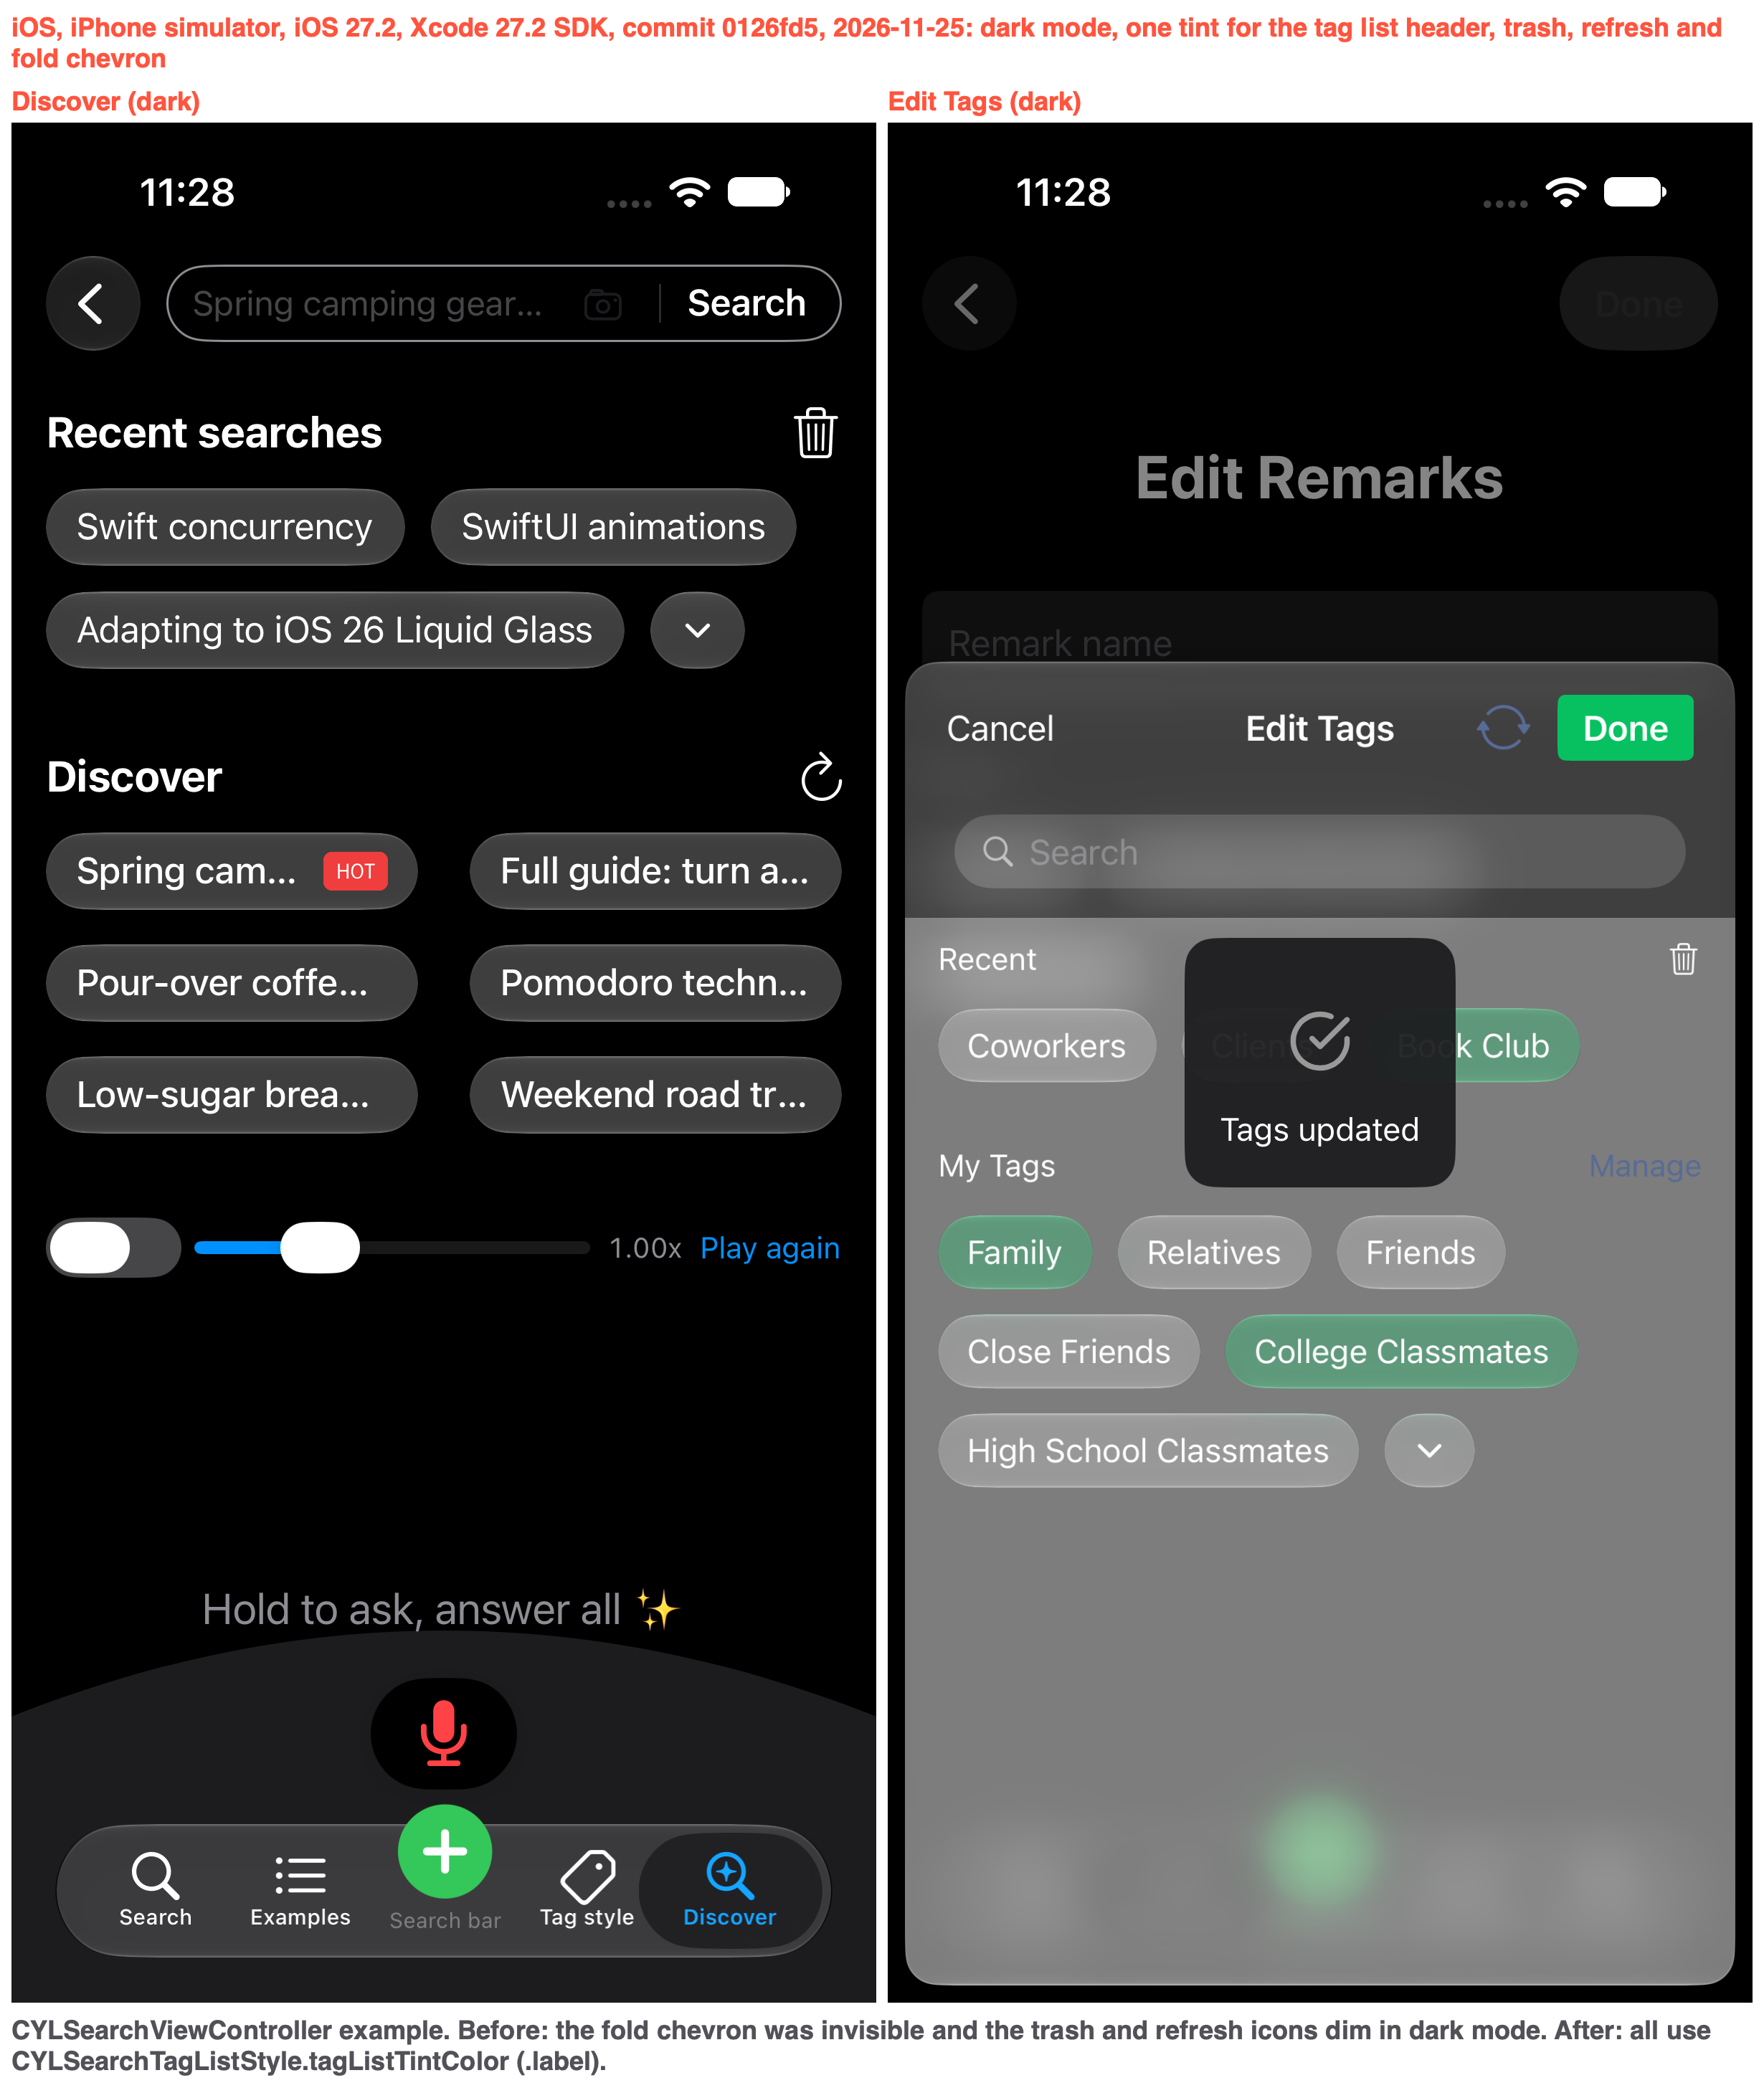 iOS, iPhone simulator, iOS 27.2, Xcode 27.2 SDK, commit 0126fd5, 2026-11-25: dark mode, one tint for the tag list header, trash, refresh and
fold chevron
Discover (dark)
11:28
Spring camping gear...
Search
Recent searches
Swift concurrency
SwiftUI animations
Adapting to iOS 26 Liquid Glass
Discover
Spring cam...
HOT
Full guide: turn a...
Pour-over coffe...
Pomodoro techn...
Low-sugar brea...
Weekend road tr...
1.00x
Play again
Hold to ask, answer all ✨
Search
Examples
Search bar
Tag style
Discover
Edit Tags (dark)
11:28
Done
Edit Remarks
Remark name
Cancel
Edit Tags
Done
Search
Recent
Coworkers
Clients
Book Club
Tags updated
My Tags
Manage
Family
Relatives
Friends
Close Friends
College Classmates
High School Classmates
CYLSearchViewController example. Before: the fold chevron was invisible and the trash and refresh icons dim in dark mode. After: all use
CYLSearchTagListStyle.tagListTintColor (.label).